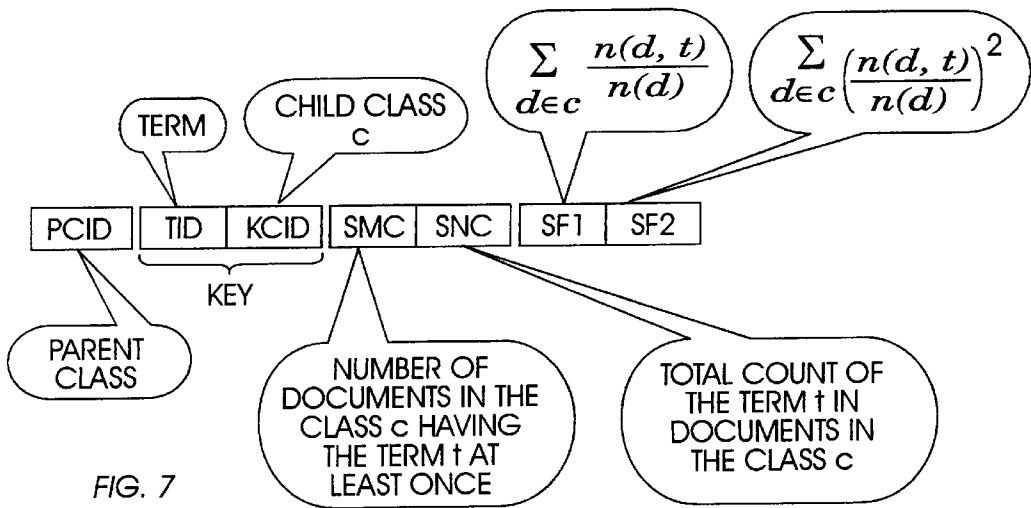 ∑ d∈c n(d, t) / n(d)
∑ d∈c ( n(d, t) / n(d) )²
TERM
CHILD CLASS
c
PCID TID KCID SMC SNC SF1 SF2
KEY
PARENT
CLASS
NUMBER OF
DOCUMENTS IN THE
CLASS c HAVING
THE TERM t AT
LEAST ONCE
TOTAL COUNT OF
THE TERM t IN
DOCUMENTS IN
THE CLASS c
FIG. 7